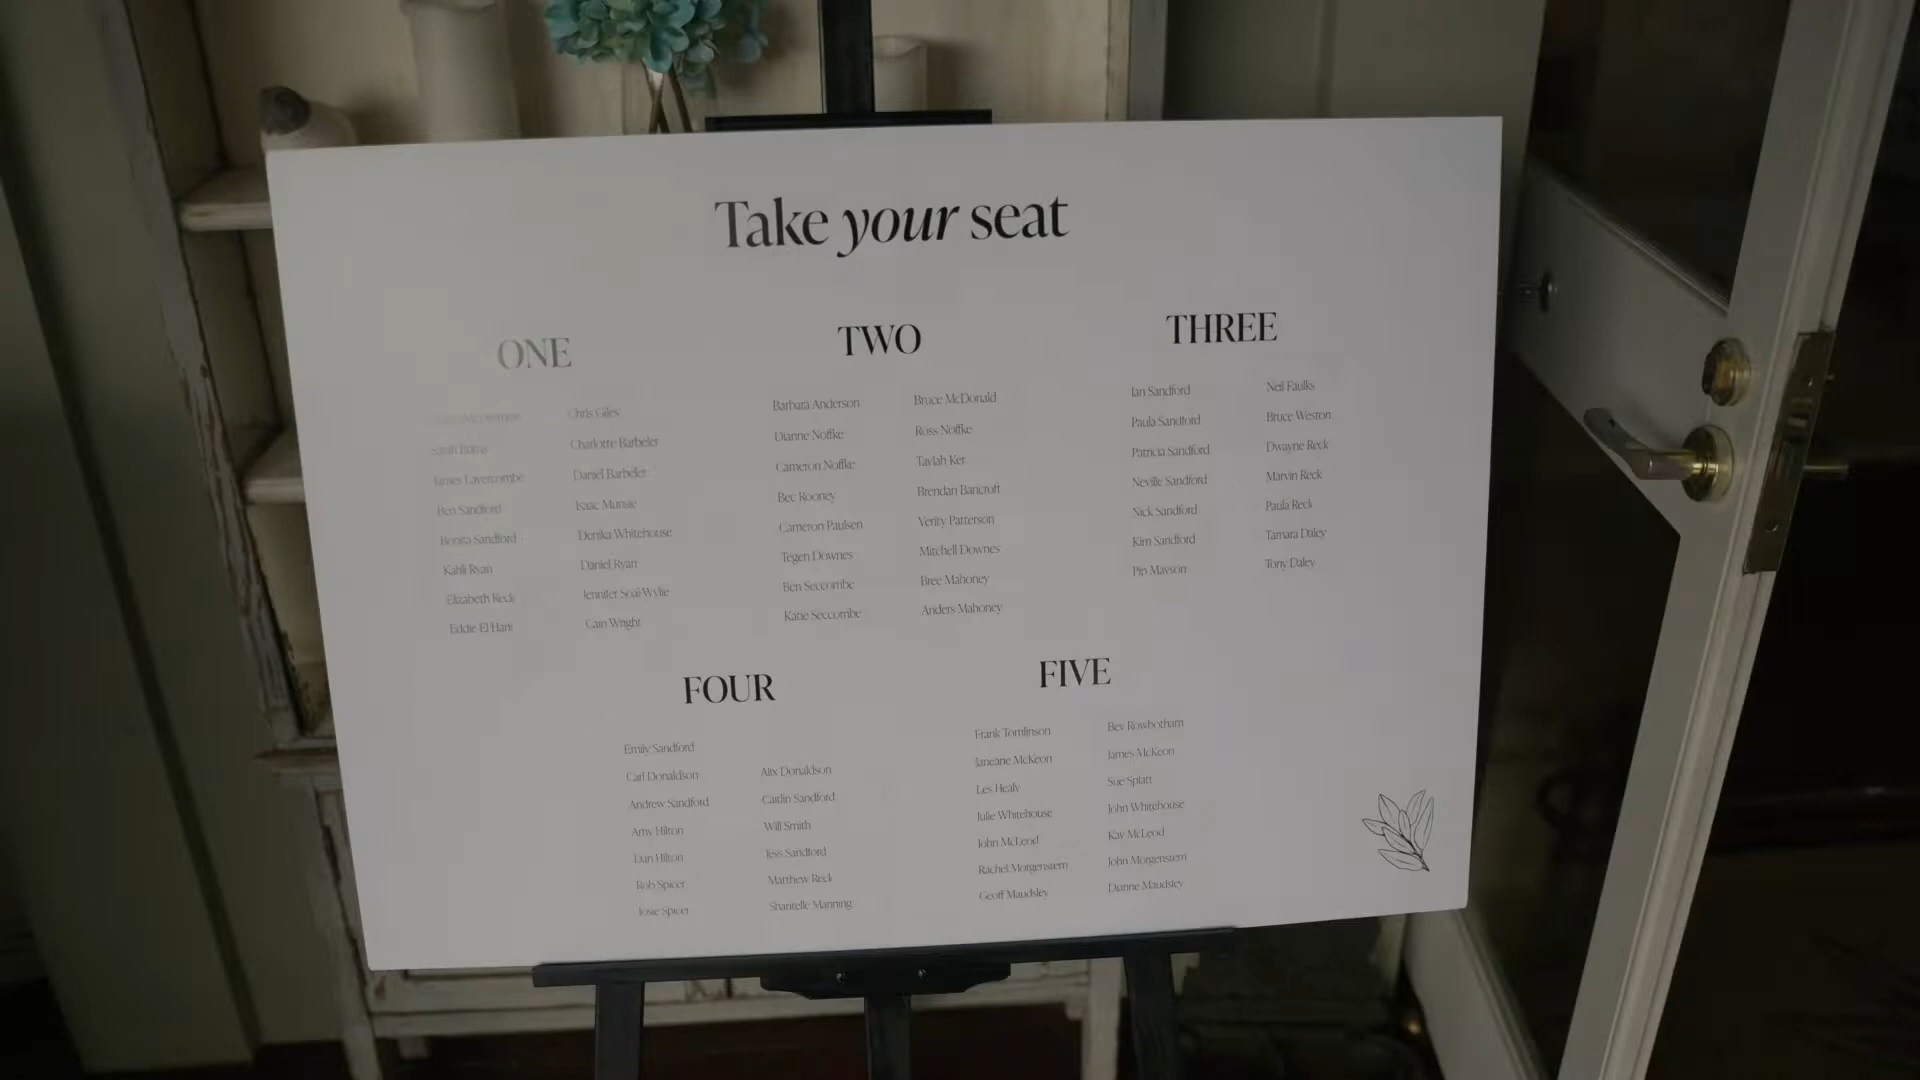 Take your seat
ONE
Sarah Burns
James Lavercombe
Ben Sandford
Bonita Sandford
Kahli Ryan
Elizabeth Reck
Eddie El Hani
Chris Giles
Charlotte Barbeler
Daniel Barbeler
Isaac Munsie
Denika Whitehouse
Daniel Ryan
Jennifer Soal-Wylie
Cain Wright
TWO
Barbara Anderson
Dianne Noffke
Cameron Noffke
Bec Rooney
Cameron Paulsen
Tegen Downes
Ben Seccombe
Katie Seccombe
Bruce McDonald
Ross Noffke
Taylah Ker
Brendan Bancroft
Verity Patterson
Mitchell Downes
Bree Mahoney
Anders Mahoney
THREE
Ian Sandford
Paula Sandford
Patricia Sandford
Neville Sandford
Nick Sandford
Kim Sandford
Pip Mayson
Neil Faulks
Bruce Weston
Dwayne Reck
Marvin Reck
Paula Reck
Tamara Daley
Tony Daley
FOUR
Emily Sandford
Carl Donaldson
Andrew Sandford
Amy Hilton
Dan Hilton
Rob Spicer
Josie Spicer
Alix Donaldson
Caitlin Sandford
Will Smith
Jess Sandford
Matthew Reck
Shantelle Manning
FIVE
Frank Tomlinson
Janeane McKeon
Les Healy
Julie Whitehouse
John McLeod
Rachel Morgenstern
Geoff Maudsley
Bev Rowbotham
James McKeon
Sue Splatt
John Whitehouse
Kay McLeod
John Morgenstern
Dianne Maudsley